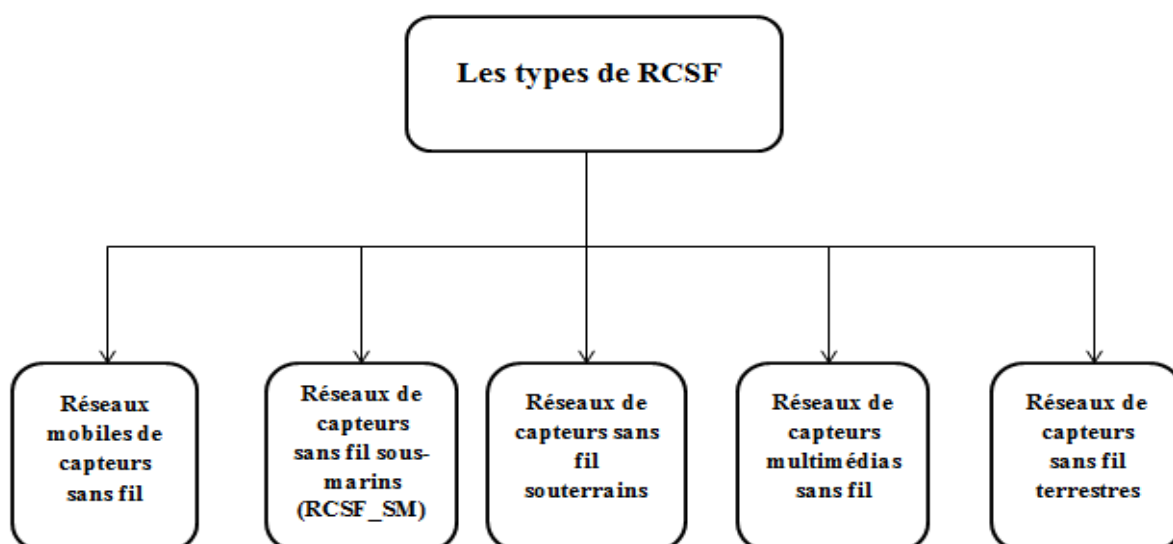 Les types de RCSF
Réseaux
mobiles de
capteurs
sans fil
Réseaux de
capteurs
sans fil sous-
marins
(RCSF_SM)
Réseaux de
capteurs sans
fil
souterrains
Réseaux de
capteurs
multimédias
sans fil
Réseaux de
capteurs
sans fil
terrestres